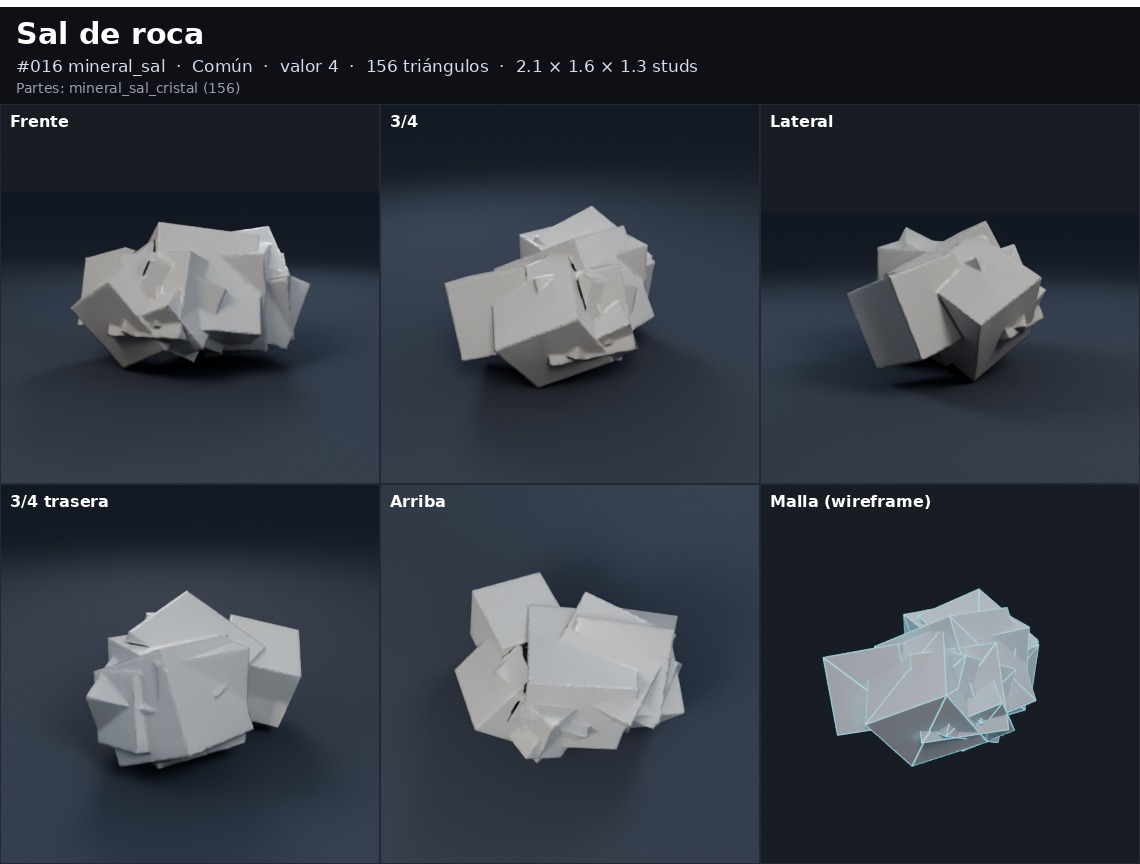 Sal de roca
#016 mineral_sal · Común · valor 4 · 156 triángulos · 2.1 × 1.6 × 1.3 studs
Partes: mineral_sal_cristal (156)
Frente
3/4
Lateral
3/4 trasera
Arriba
Malla (wireframe)